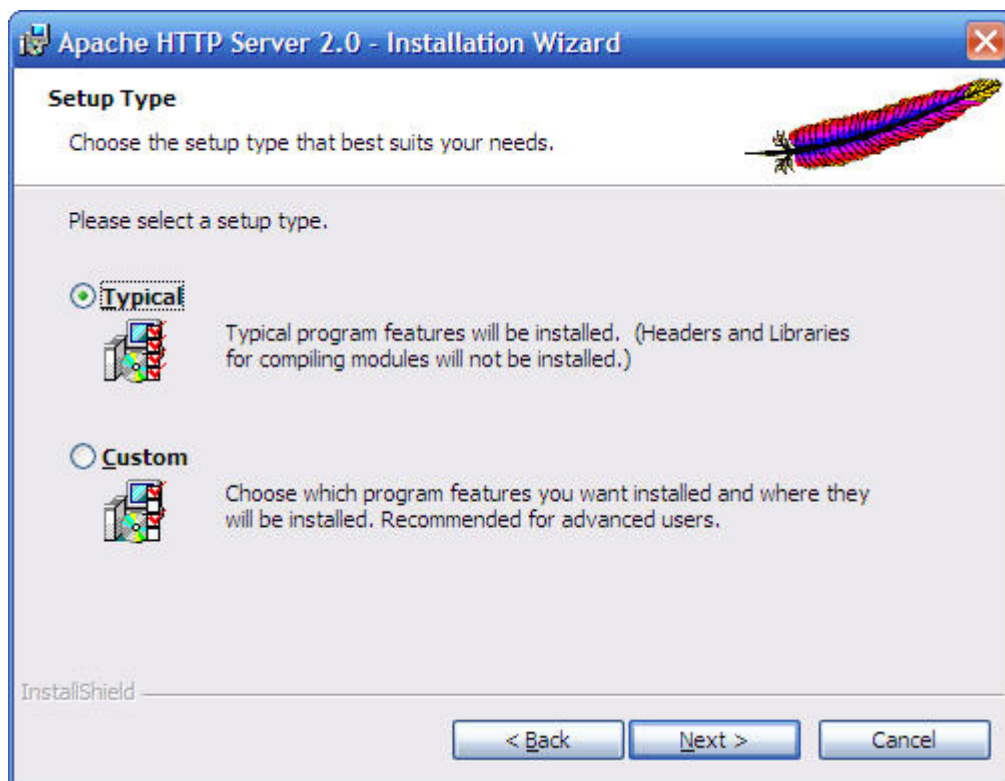 Apache HTTP Server 2.0 - Installation Wizard
Setup Type
Choose the setup type that best suits your needs.
Please select a setup type.
Typical
Typical program features will be installed.  (Headers and Libraries
for compiling modules will not be installed.)
Custom
Choose which program features you want installed and where they
will be installed. Recommended for advanced users.
InstallShield
< Back
Next >
Cancel